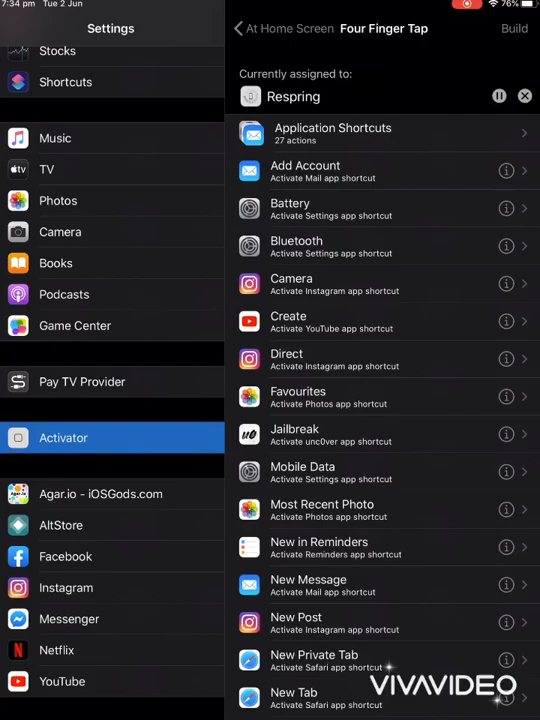 7:34 pm Tue 2 Jun
76%
Settings
Stocks
Shortcuts
Music
tv
TV
Photos
Camera
Books
Podcasts
Game Center
Pay TV Provider
Activator
Agar.io - iOSGods.com
AltStore
Facebook
Instagram
Messenger
Netflix
YouTube
At Home Screen
Four Finger Tap
Build
Currently assigned to:
Respring
Application Shortcuts
27 actions
Add Account
Activate Mail app shortcut
Battery
Activate Settings app shortcut
Bluetooth
Activate Settings app shortcut
Camera
Activate Instagram app shortcut
Create
Activate YouTube app shortcut
Direct
Activate Instagram app shortcut
Favourites
Activate Photos app shortcut
Jailbreak
Activate unc0ver app shortcut
Mobile Data
Activate Settings app shortcut
Most Recent Photo
Activate Photos app shortcut
New in Reminders
Activate Reminders app shortcut
New Message
Activate Mail app shortcut
New Post
Activate Instagram app shortcut
New Private Tab
Activate Safari app shortcut
New Tab
Activate Safari app shortcut
VIVAVIDEO